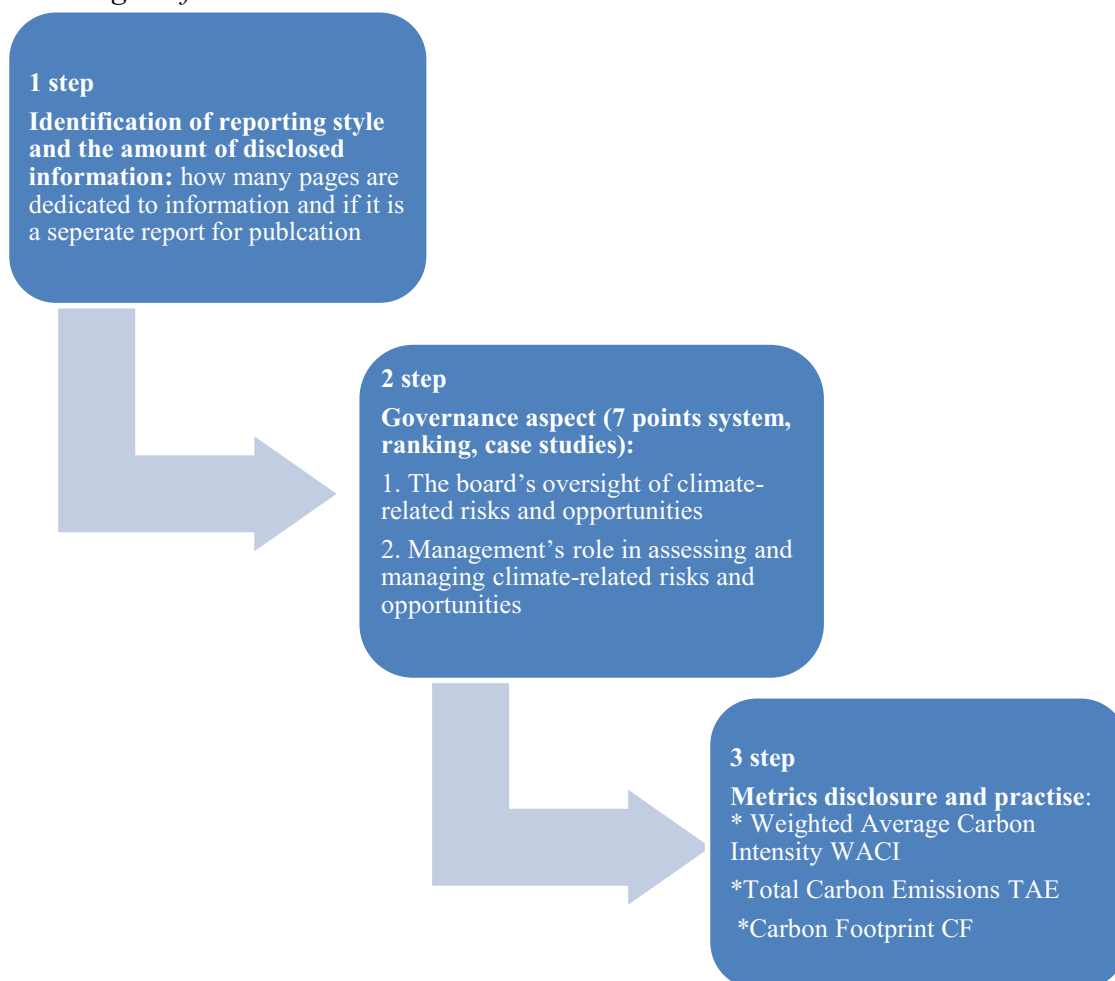 1 step
Identification of reporting style
and the amount of disclosed
information: how many pages are
dedicated to information and if it is
a seperate report for publcation
2 step
Governance aspect (7 points system,
ranking, case studies):
1. The board’s oversight of climate-
related risks and opportunities
2. Management’s role in assessing and
managing climate-related risks and
opportunities
3 step
Metrics disclosure and practise:
* Weighted Average Carbon
Intensity WACI
*Total Carbon Emissions TAE
*Carbon Footprint CF